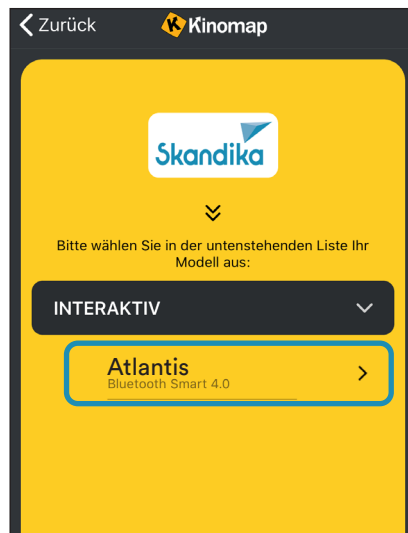 Zurück
Kinomap
Skandika
Bitte wählen Sie in der untenstehenden Liste Ihr
Modell aus:
INTERAKTIV
Atlantis
Bluetooth Smart 4.0